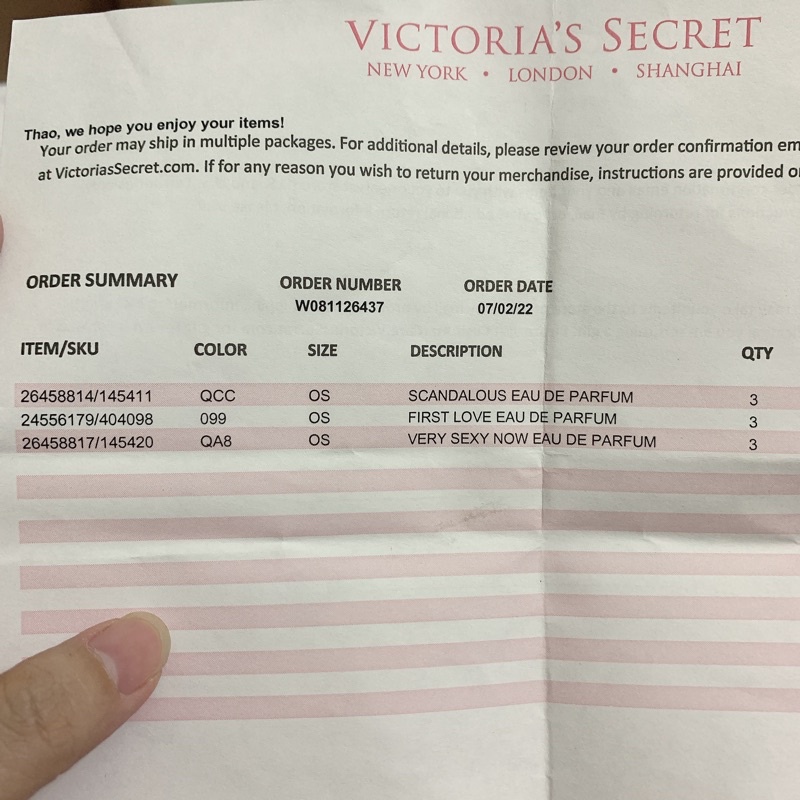 VICTORIA'S SECRET
NEW YORK • LONDON • SHANGHAI
Thao, we hope you enjoy your items!
Your order may ship in multiple packages. For additional details, please review your order confirmation em
at VictoriasSecret.com. If for any reason you wish to return your merchandise, instructions are provided o
ORDER SUMMARY ORDER NUMBER ORDER DATE
W081126437 07/02/22
ITEM/SKU COLOR SIZE DESCRIPTION QTY
26458814/145411 QCC OS SCANDALOUS EAU DE PARFUM 3
24556179/404098 099 OS FIRST LOVE EAU DE PARFUM 3
26458817/145420 QA8 OS VERY SEXY NOW EAU DE PARFUM 3